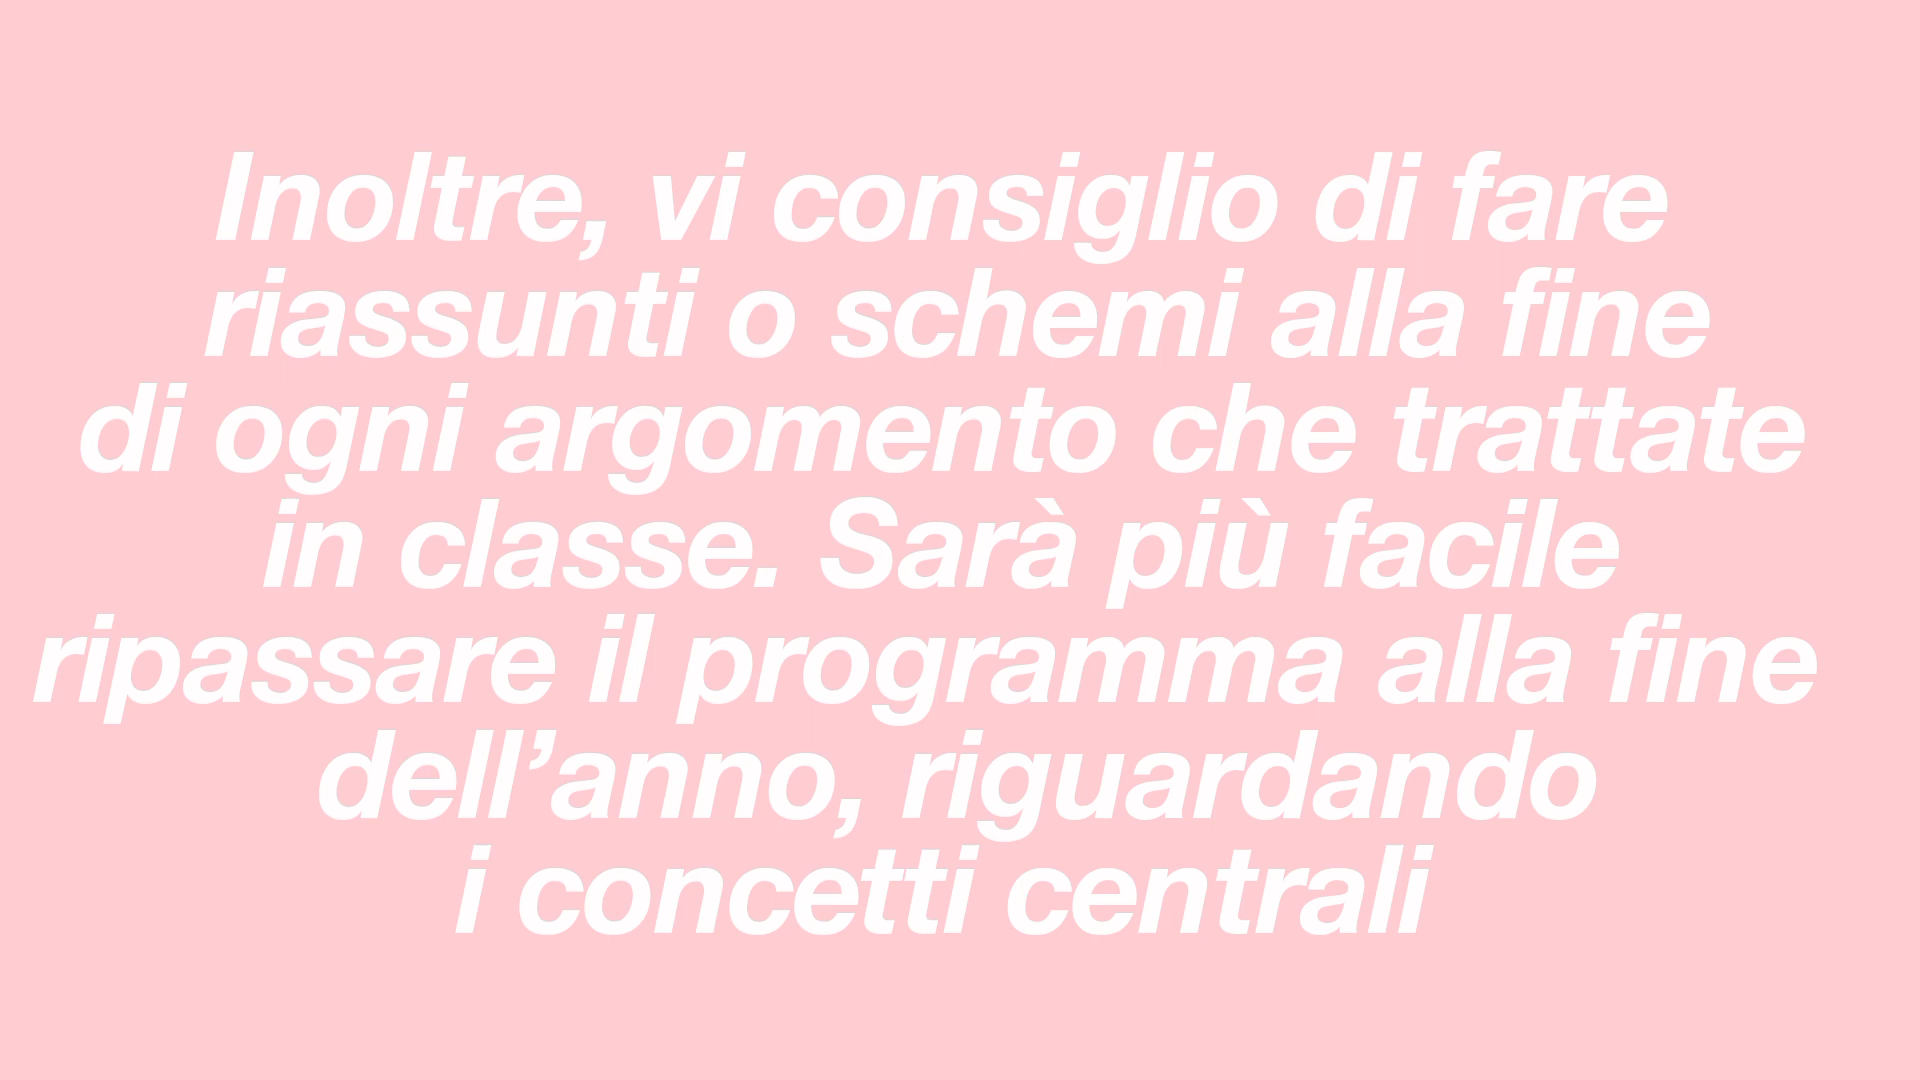 Inoltre, vi consiglio di fare
riassunti o schemi alla fine
di ogni argomento che trattate
in classe. Sarà più facile
ripassare il programma alla fine
dell’anno, riguardando
i concetti centrali